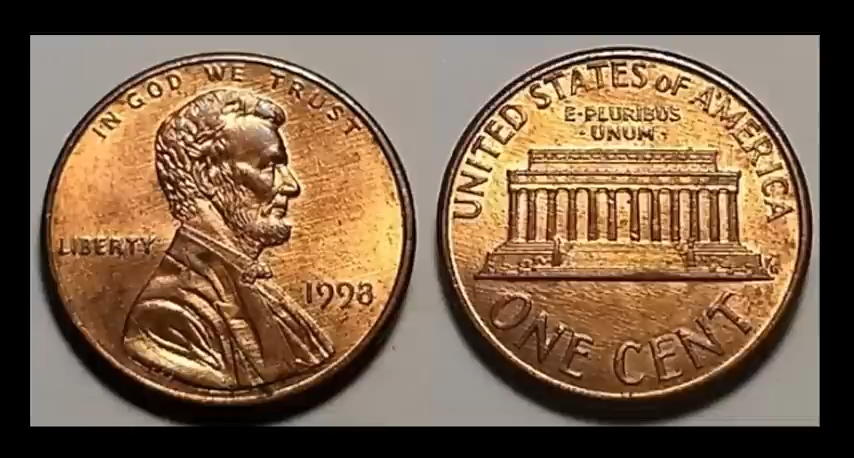 IN GOD WE TRUST
LIBERTY
1998
UNITED STATES OF AMERICA
E·PLURIBUS
·UNUM·
ONE CENT